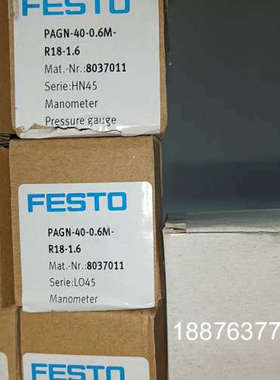 FESTO
PAGN-40-0.6M-
R18-1.6
Mat.-Nr.:8037011
Serie:HN45
Manometer
Pressure gauge
FESTO
PAGN-40-0.6M-
R18-1.6
Mat.-Nr.:8037011
Serie:LO45
Manometer
FESTO
18876377